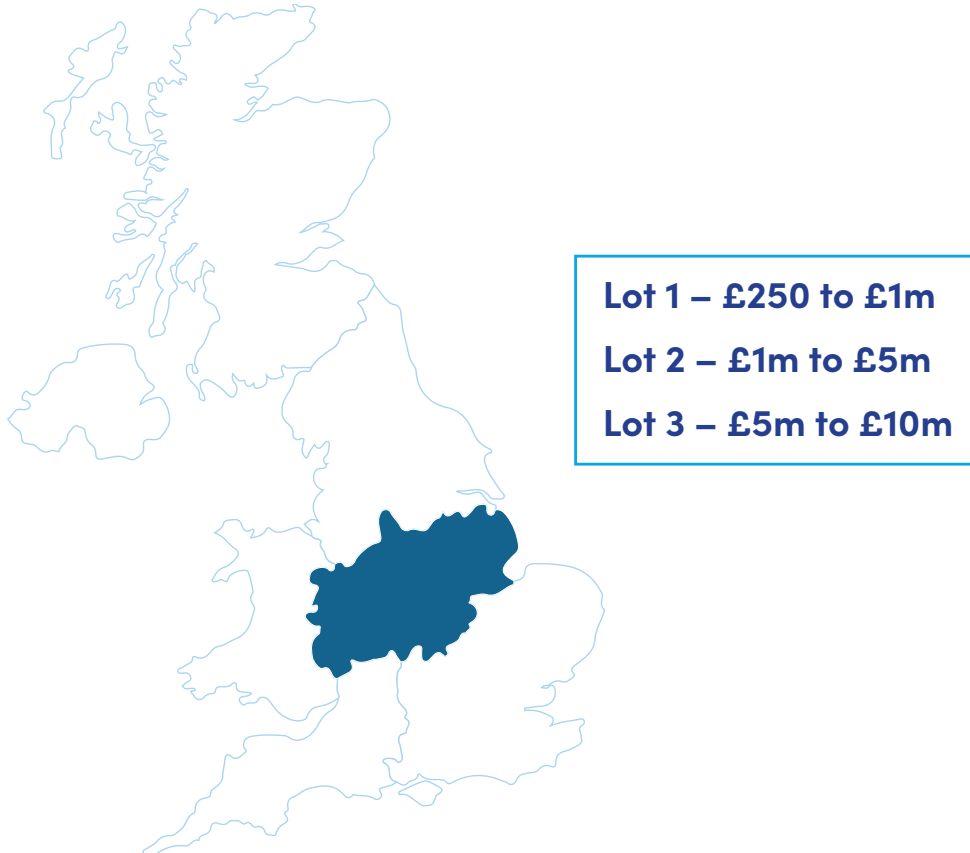 Lot 1 – £250 to £1m
Lot 2 – £1m to £5m
Lot 3 – £5m to £10m